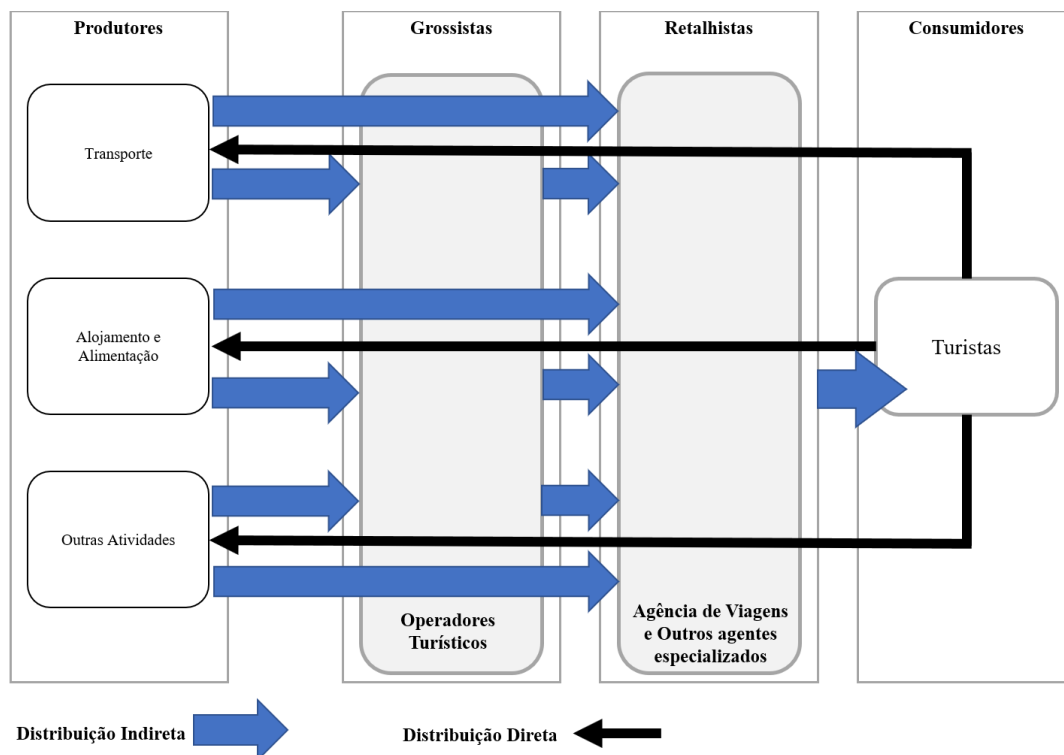 Produtores
Grossistas
Retalhistas
Consumidores
Transporte
Alojamento e
Alimentação
Turistas
Outras Atividades
Operadores
Turísticos
Agência de Viagens
e Outros agentes
especializados
Distribuição Indireta
Distribuição Direta